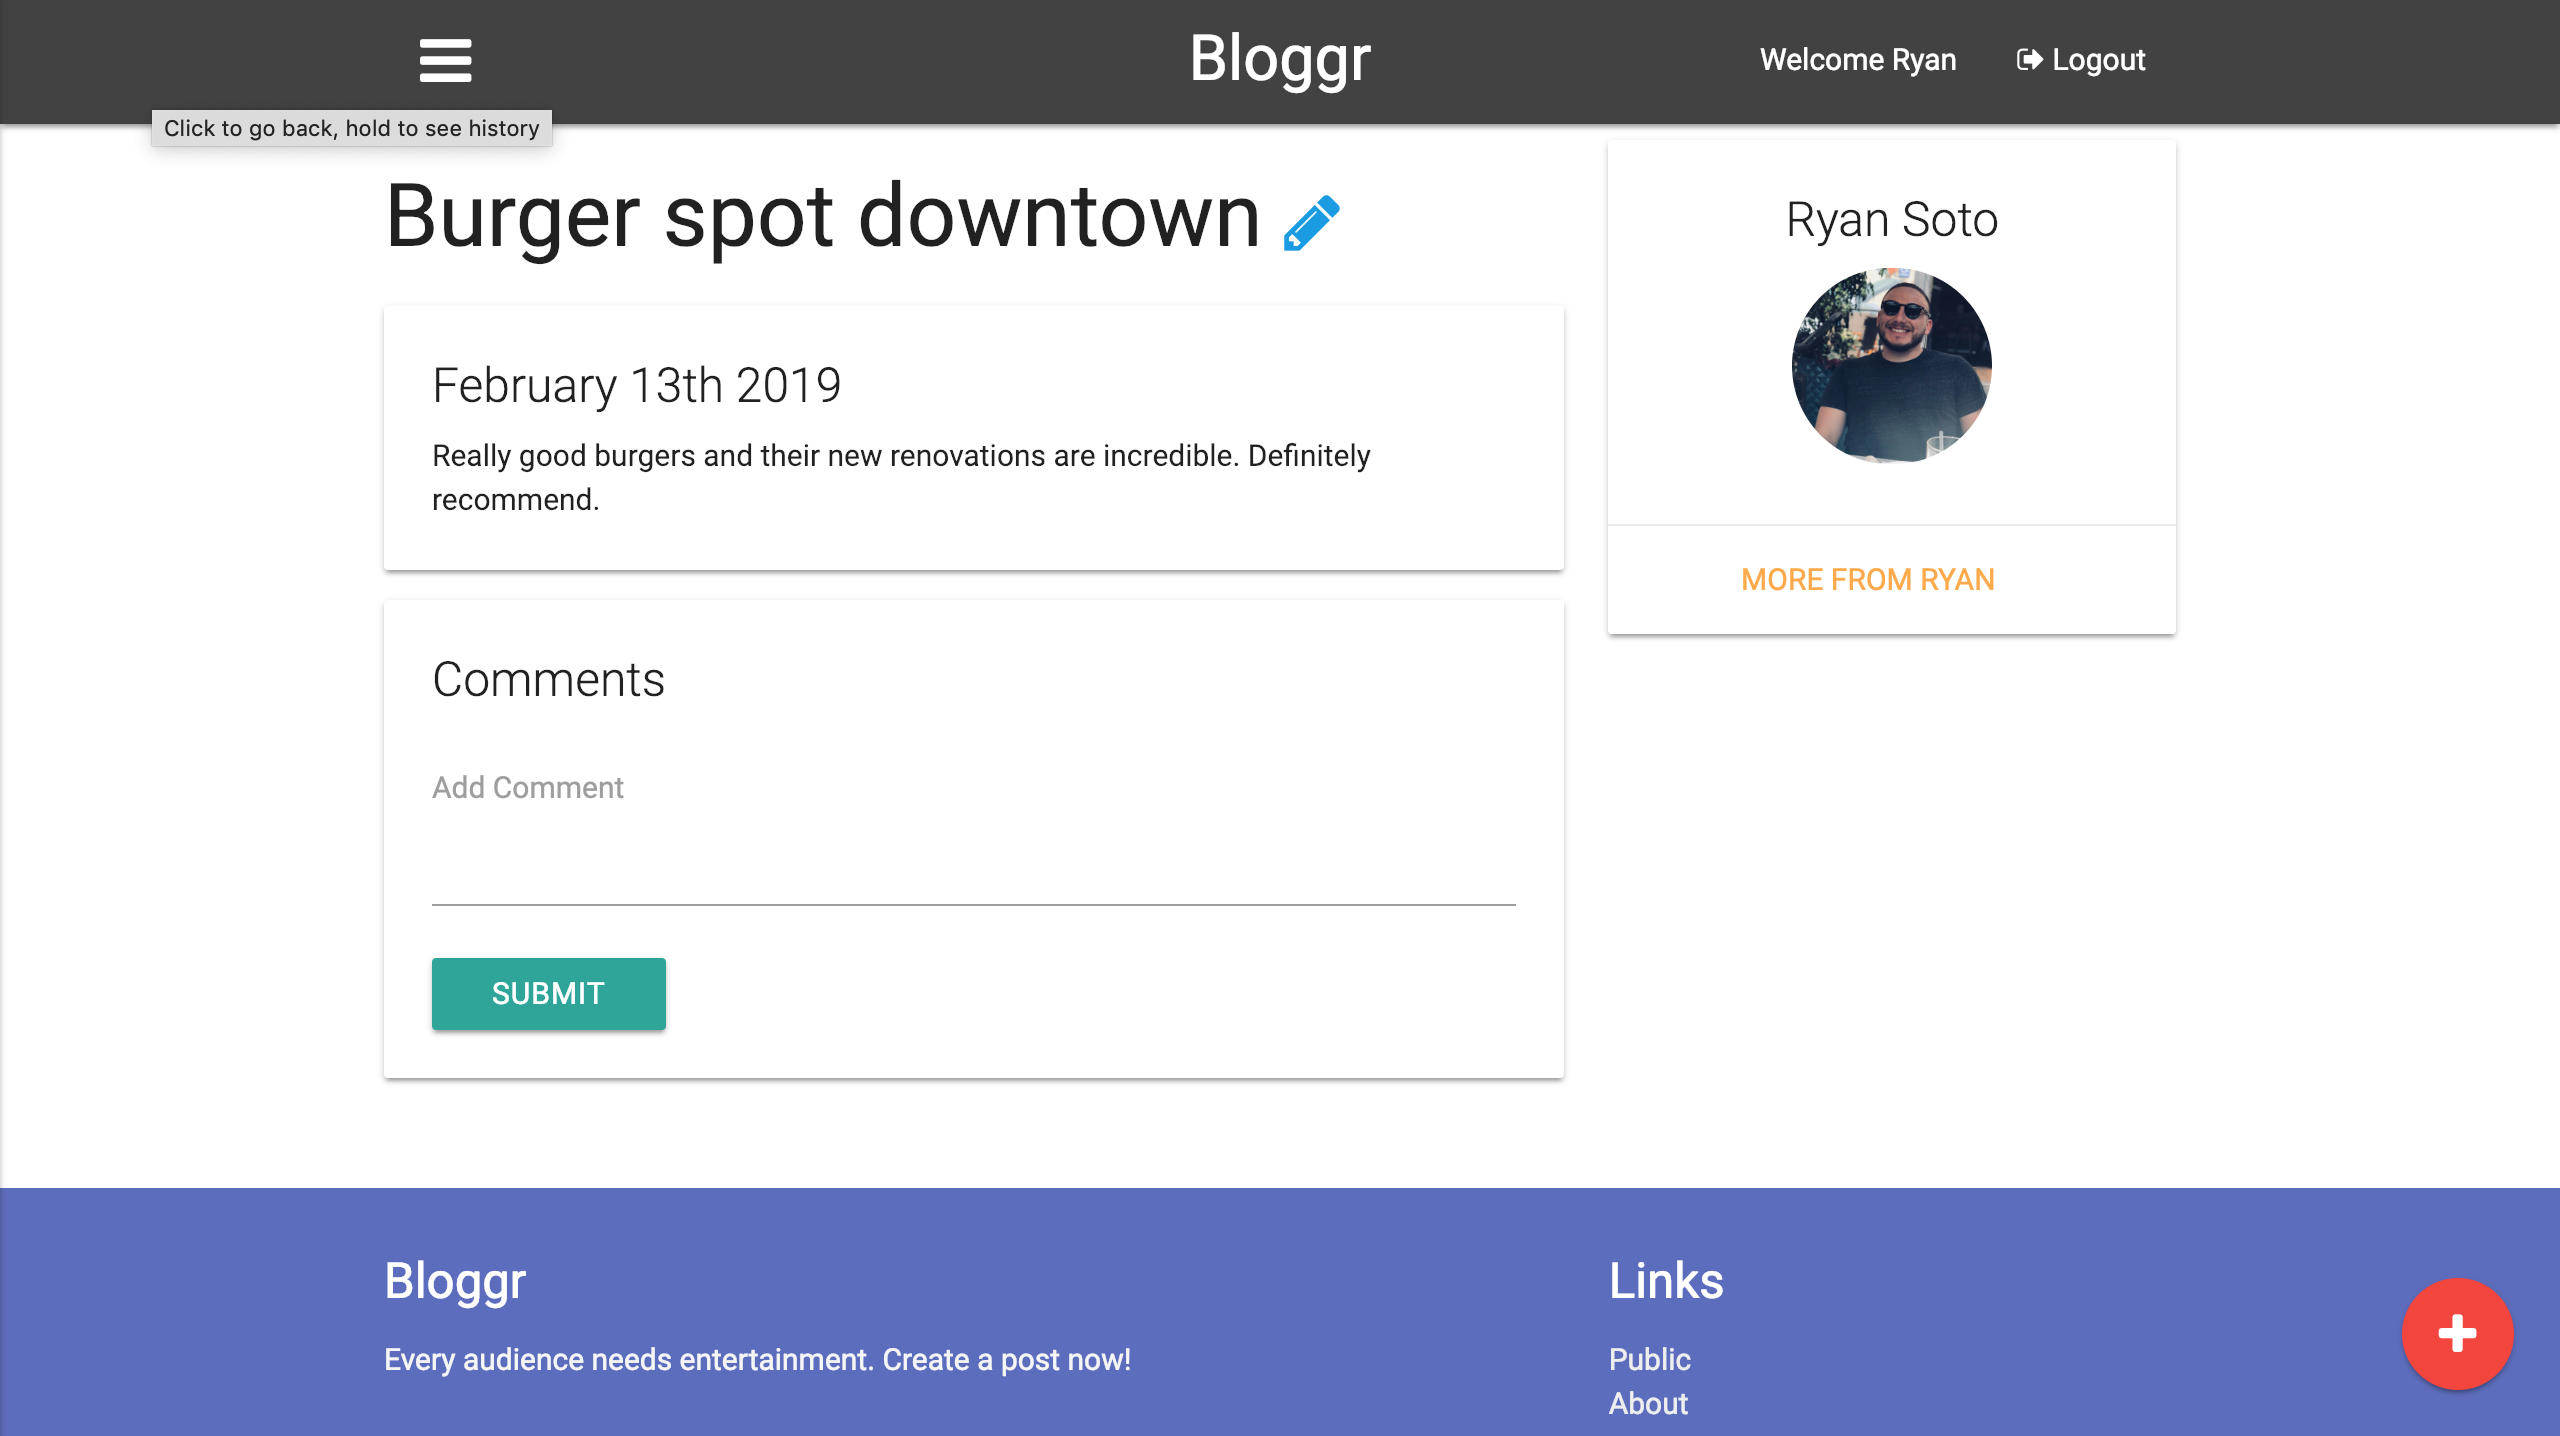 Bloggr
Welcome Ryan
Logout
Click to go back, hold to see history
Burger spot downtown
February 13th 2019
Really good burgers and their new renovations are incredible. Definitely
recommend.
Ryan Soto
MORE FROM RYAN
Comments
Add Comment
SUBMIT
Bloggr
Every audience needs entertainment. Create a post now!
Links
Public
About